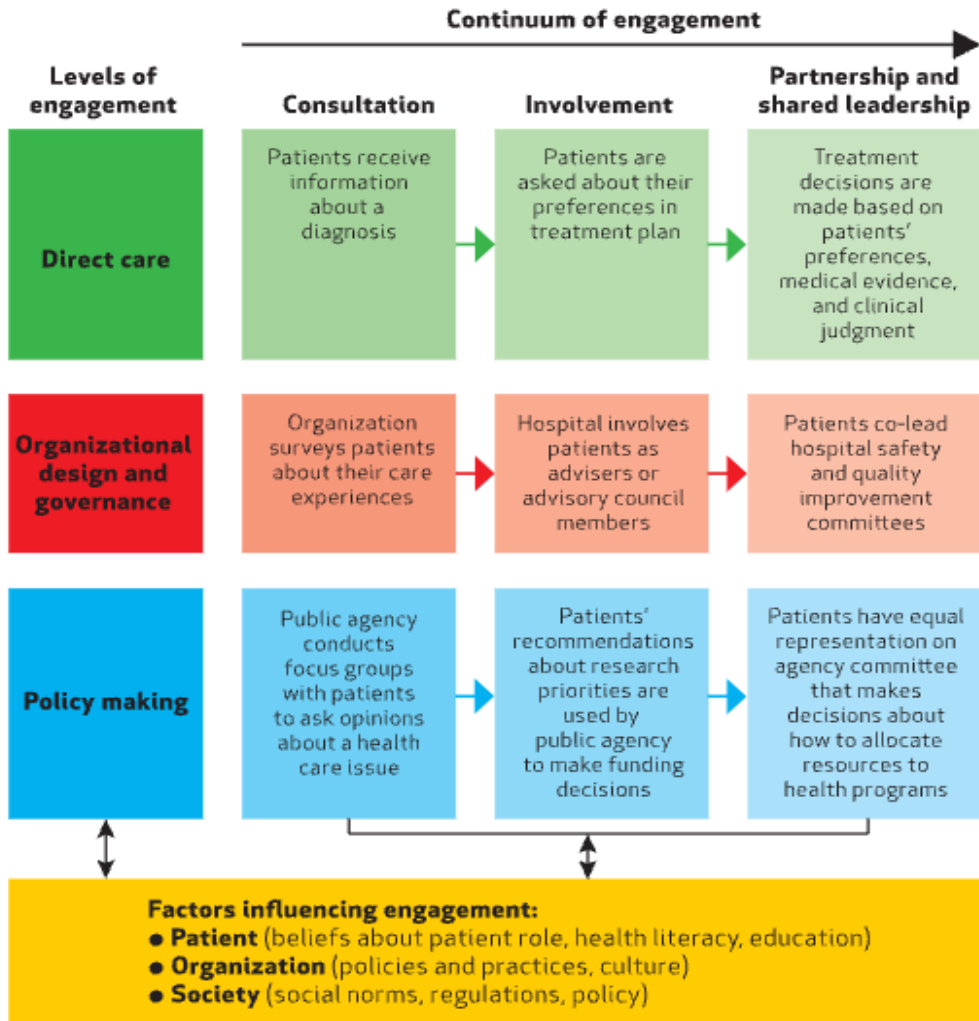 Continuum of engagement
Levels of
engagement
Consultation
Involvement
Partnership and
shared leadership
Direct care
Patients receive
information
about a
diagnosis
Patients are
asked about their
preferences in
treatment plan
Treatment
decisions are
made based on
patients’
preferences,
medical evidence,
and clinical
judgment
Organizational
design and
governance
Organization
surveys patients
about their care
experiences
Hospital involves
patients as
advisers or
advisory council
members
Patients co-lead
hospital safety
and quality
improvement
committees
Policy making
Public agency
conducts
focus groups
with patients
to ask opinions
about a health
care issue
Patients’
recommendations
about research
priorities are
used by
public agency
to make funding
decisions
Patients have equal
representation on
agency committee
that makes
decisions about
how to allocate
resources to
health programs
Factors influencing engagement:
● Patient (beliefs about patient role, health literacy, education)
● Organization (policies and practices, culture)
● Society (social norms, regulations, policy)